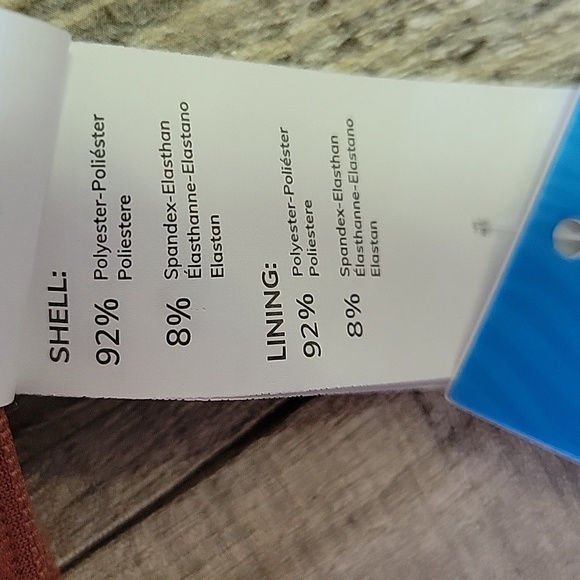 SHELL:
92% Polyester-Poliéster
Poliestere
8% Spandex-Elasthan
Élasthanne-Elastano
Elastan
LINING:
92% Polyester-Poliéster
Poliestere
8% Spandex-Elasthan
Élasthanne-Elastano
Elastan